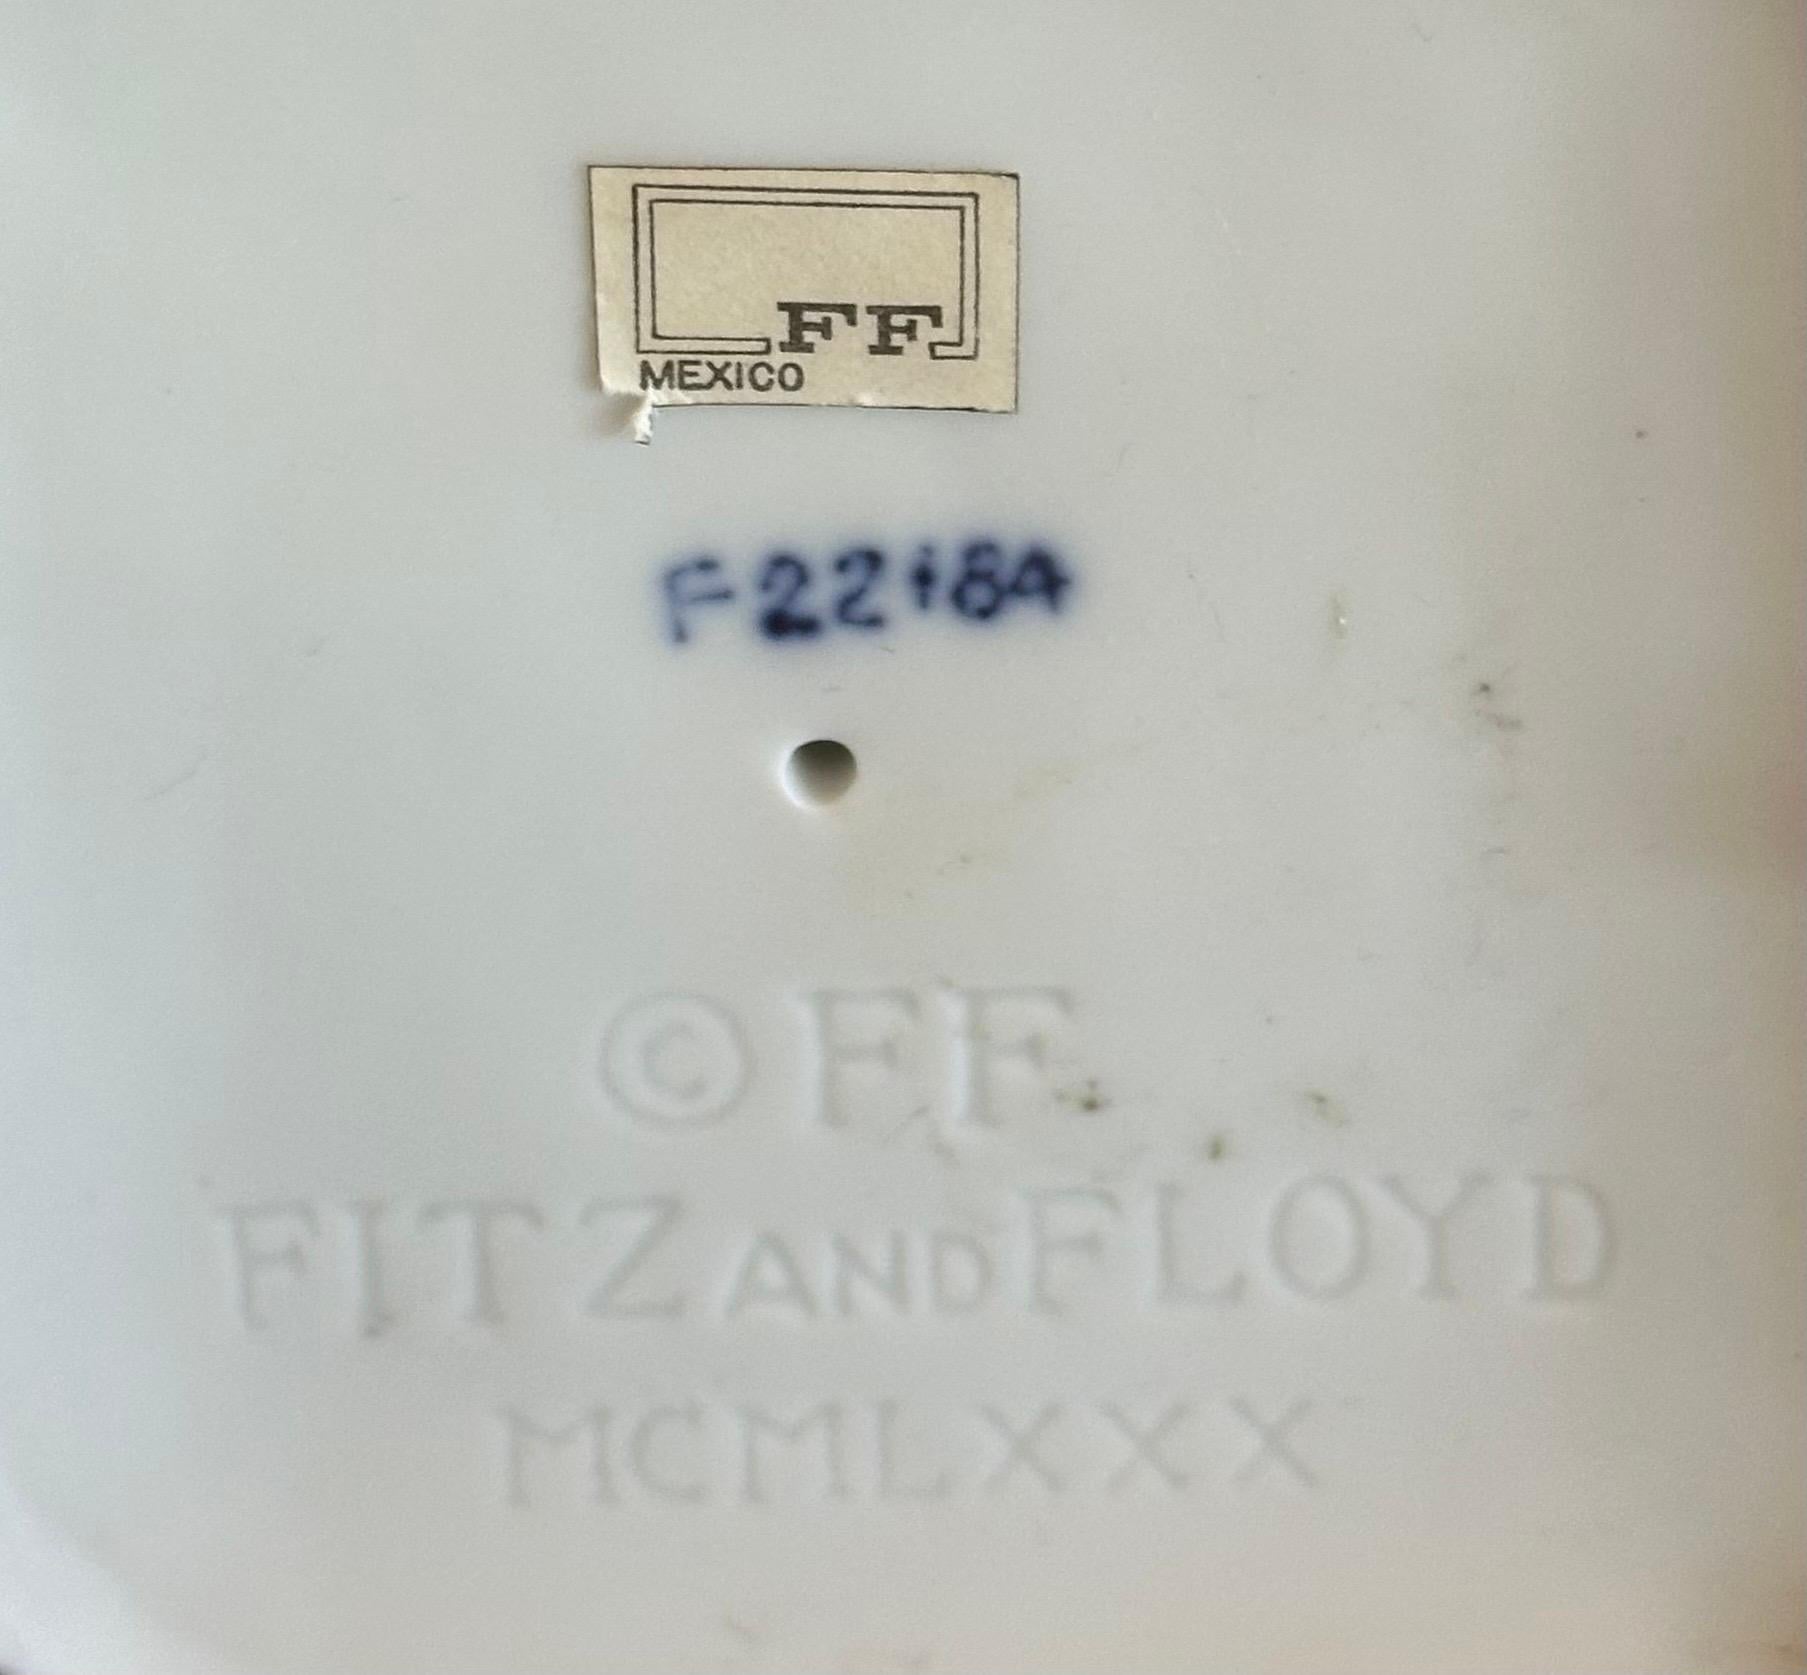 FF
MEXICO
F22184
© FF
FITZ AND FLOYD
MCMLXXX